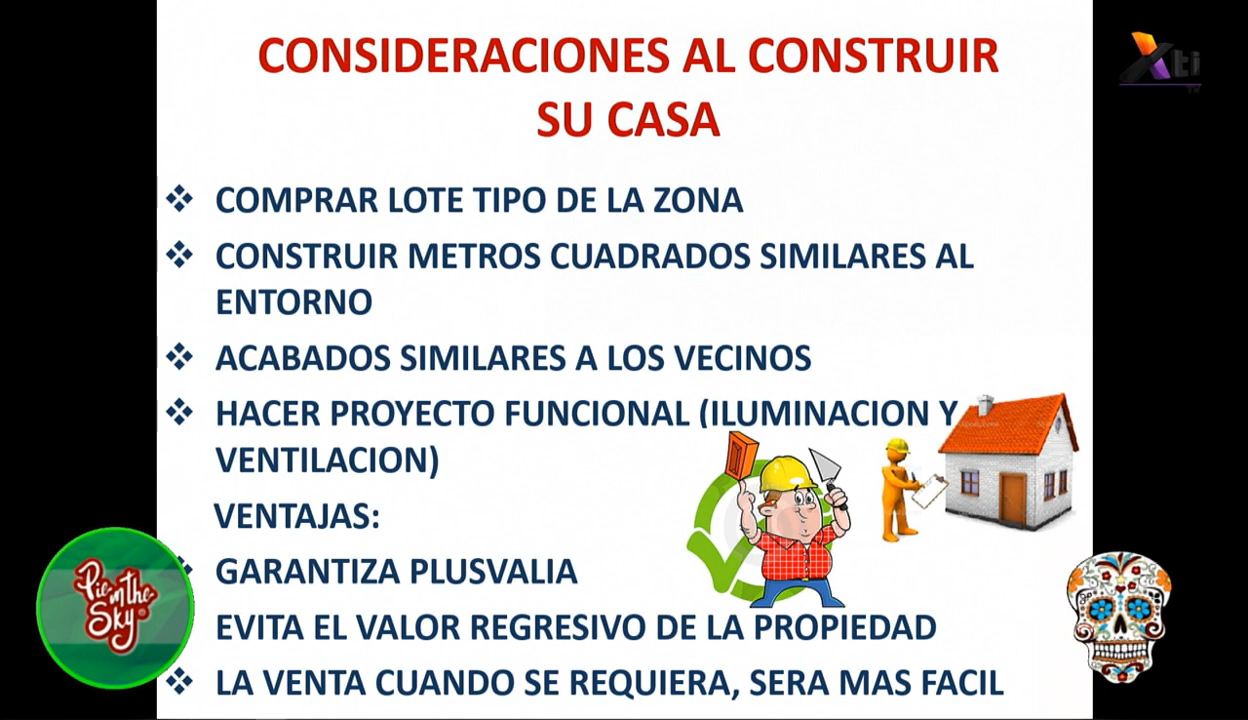 CONSIDERACIONES AL CONSTRUIR
SU CASA
COMPRAR LOTE TIPO DE LA ZONA
CONSTRUIR METROS CUADRADOS SIMILARES AL
ENTORNO
ACABADOS SIMILARES A LOS VECINOS
HACER PROYECTO FUNCIONAL (ILUMINACION Y
VENTILACION)
VENTAJAS:
GARANTIZA PLUSVALIA
EVITA EL VALOR REGRESIVO DE LA PROPIEDAD
LA VENTA CUANDO SE REQUIERA, SERA MAS FACIL
Xti
TV
Pie in the
Sky